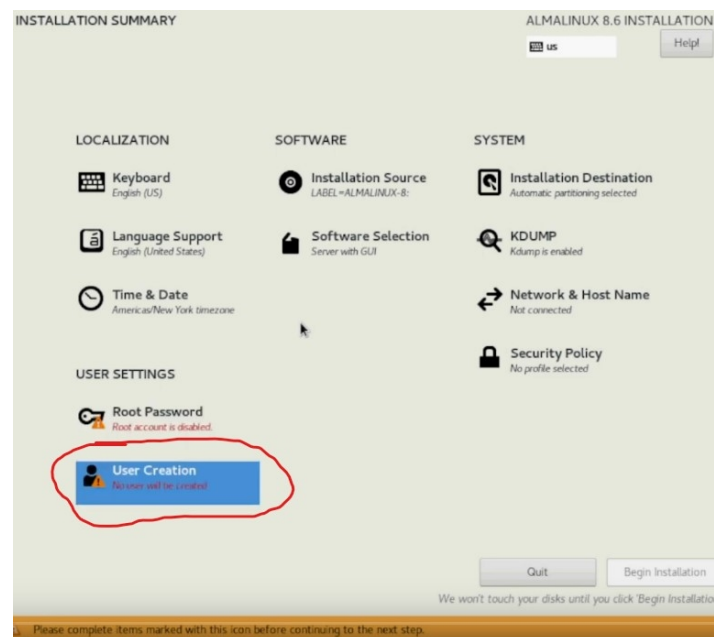 INSTALLATION SUMMARY
ALMALINUX 8.6 INSTALLATION
us
Help!
LOCALIZATION
SOFTWARE
SYSTEM
Keyboard
English (US)
Installation Source
LABEL=ALMALINUX-8:
Installation Destination
Automatic partitioning selected
Language Support
English (United States)
Software Selection
Server with GUI
KDUMP
Kdump is enabled
Time & Date
Americas/New York timezone
Network & Host Name
Not connected
Security Policy
No profile selected
USER SETTINGS
Root Password
Root account is disabled.
User Creation
No user will be created
Quit
Begin Installation
We won't touch your disks until you click 'Begin Installatio
Please complete items marked with this icon before continuing to the next step.